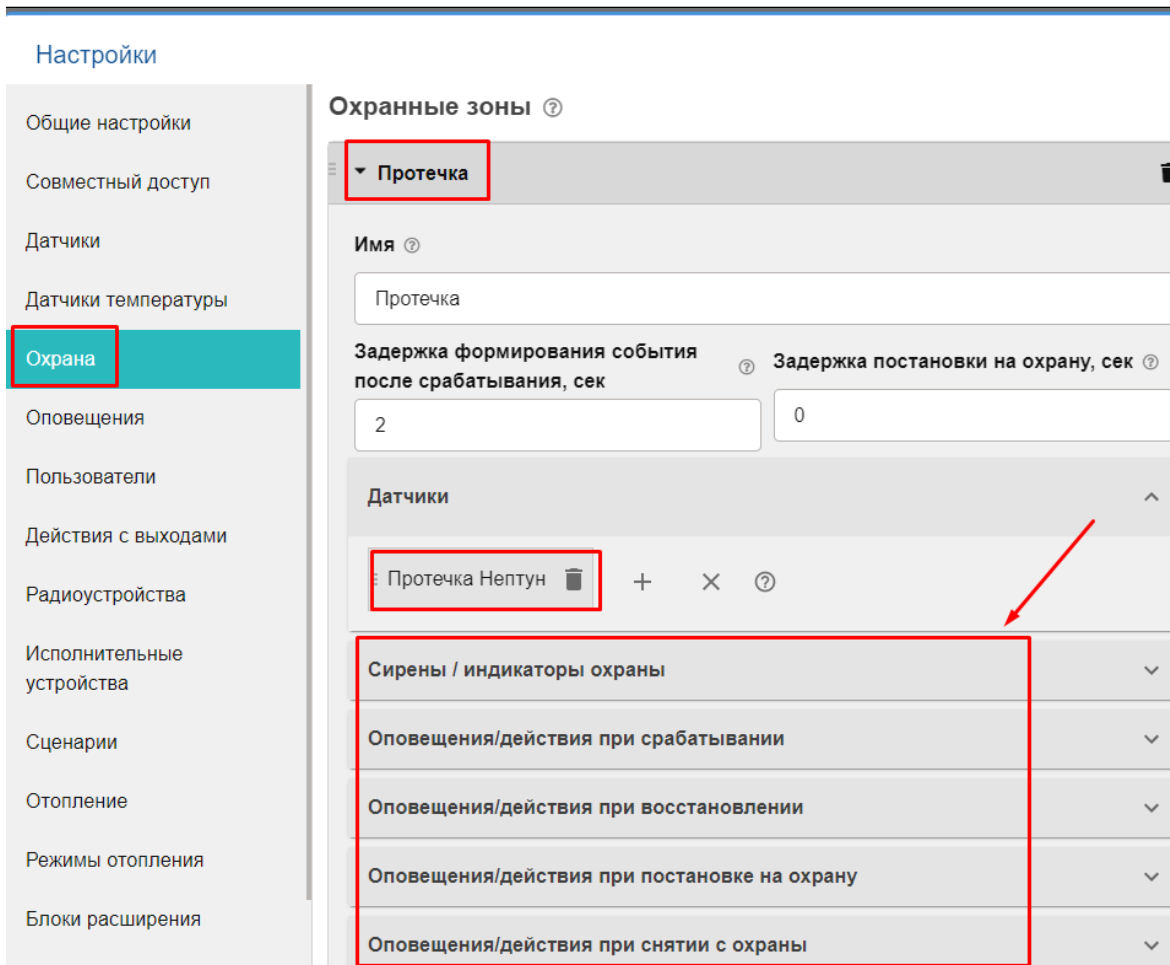 Настройки
Общие настройки
Совместный доступ
Датчики
Датчики температуры
Охрана
Оповещения
Пользователи
Действия с выходами
Радиоустройства
Исполнительные
устройства
Сценарии
Отопление
Режимы отопления
Блоки расширения
Охранные зоны
Протечка
Имя
Протечка
Задержка формирования события
после срабатывания, сек
Задержка постановки на охрану, сек
2
0
Датчики
Протечка Нептун
Сирены / индикаторы охраны
Оповещения/действия при срабатывании
Оповещения/действия при восстановлении
Оповещения/действия при постановке на охрану
Оповещения/действия при снятии с охраны